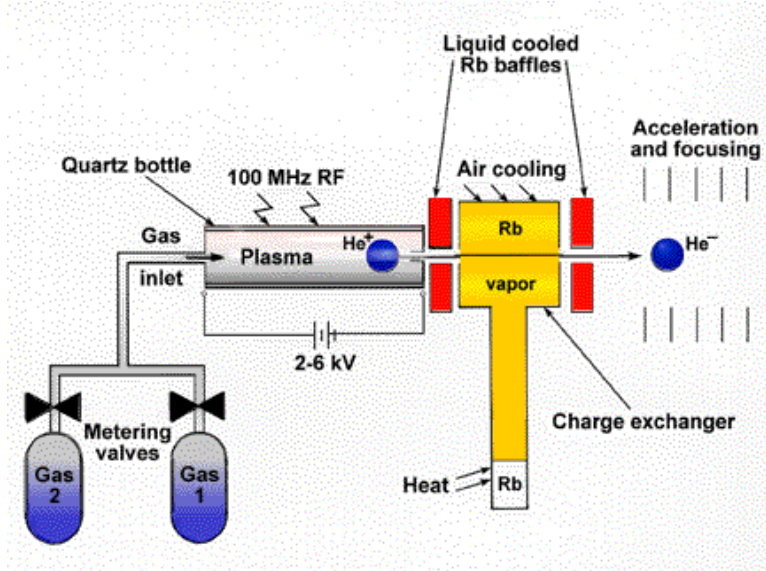 Liquid cooled
Rb baffles
Acceleration
and focusing
Quartz bottle
100 MHz RF
Air cooling
Gas
inlet
Plasma
He+
Rb
vapor
He−
2-6 kV
Metering
valves
Charge exchanger
Gas
2
Gas
1
Heat
Rb